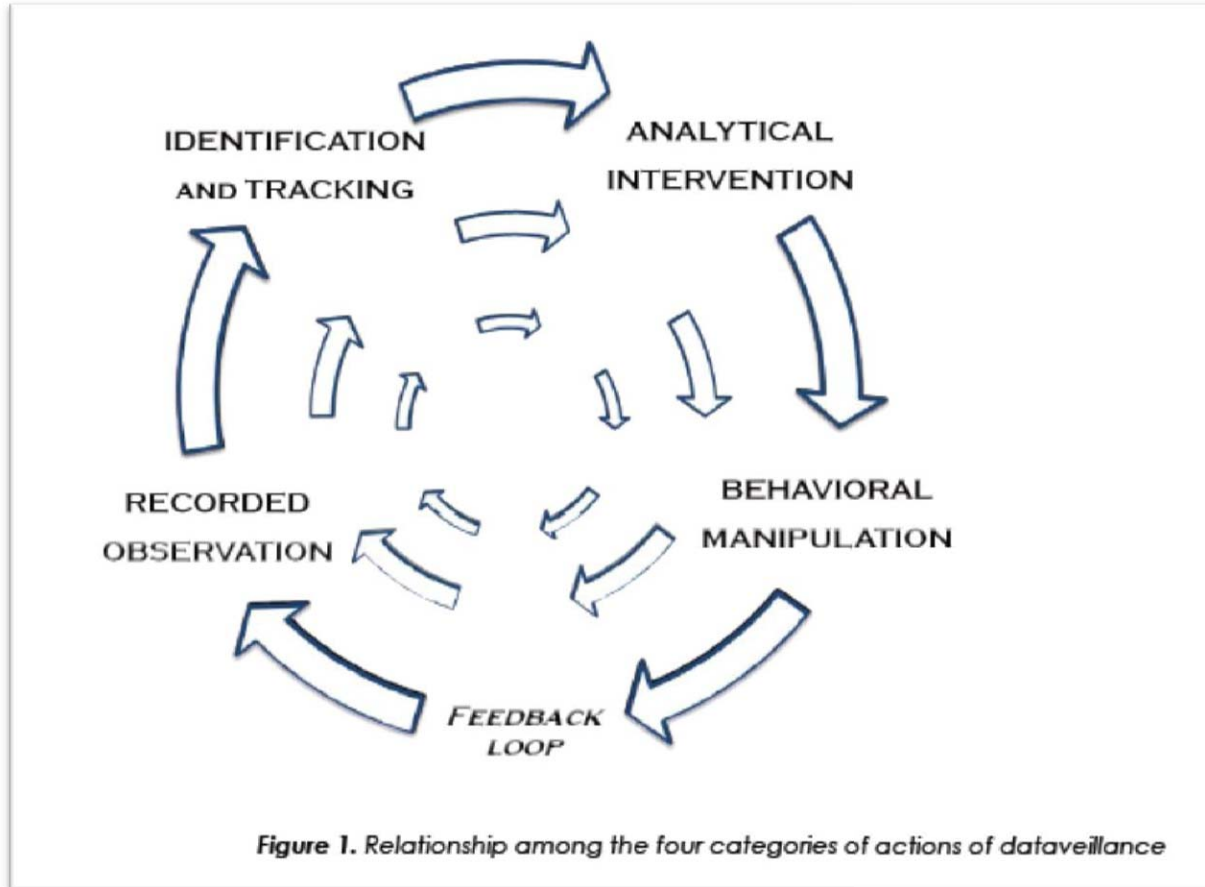 IDENTIFICATION
AND TRACKING
ANALYTICAL
INTERVENTION
RECORDED
OBSERVATION
BEHAVIORAL
MANIPULATION
FEEDBACK
LOOP
Figure 1. Relationship among the four categories of actions of dataveillance